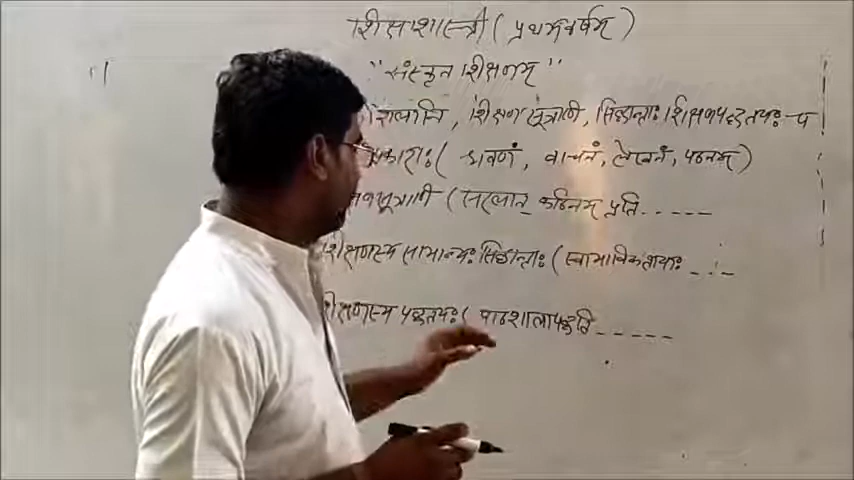 शिक्षाशास्त्री ( प्रथमवर्षम् )
"संस्कृत शिक्षणम्"
कौशलानि, शिक्षण सूत्राणि, सिद्धान्ताः शिक्षणपद्धतयः - प
प्रकाराः ( श्रवणं, वाचनं, लेखनं, पठनम् )
सूत्राणि ( सरलात् कठिनम् प्रति - - - - -
शिक्षणस्य सामान्यः सिद्धान्ताः ( स्वाभाविकतायाः - - -
शिक्षणस्य पद्धतयः ( पाठशालापद्धति - - - - -